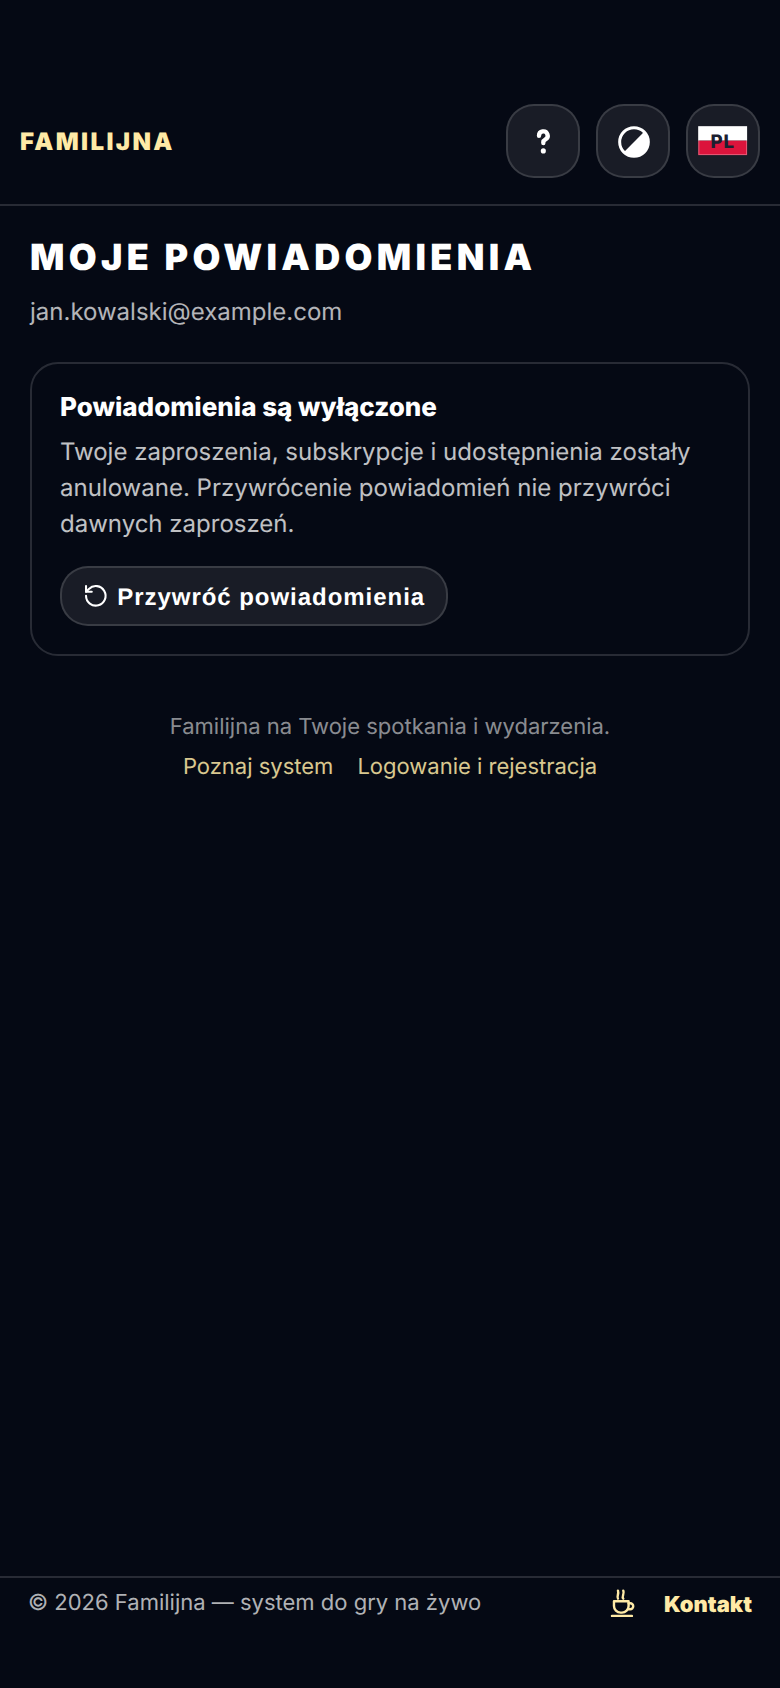 FAMILIJNA
?
PL
MOJE POWIADOMIENIA
jan.kowalski@example.com
Powiadomienia są wyłączone
Twoje zaproszenia, subskrypcje i udostępnienia zostały
anulowane. Przywrócenie powiadomień nie przywróci
dawnych zaproszeń.
Przywróć powiadomienia
Familijna na Twoje spotkania i wydarzenia.
Poznaj system Logowanie i rejestracja
© 2026 Familijna — system do gry na żywo
Kontakt